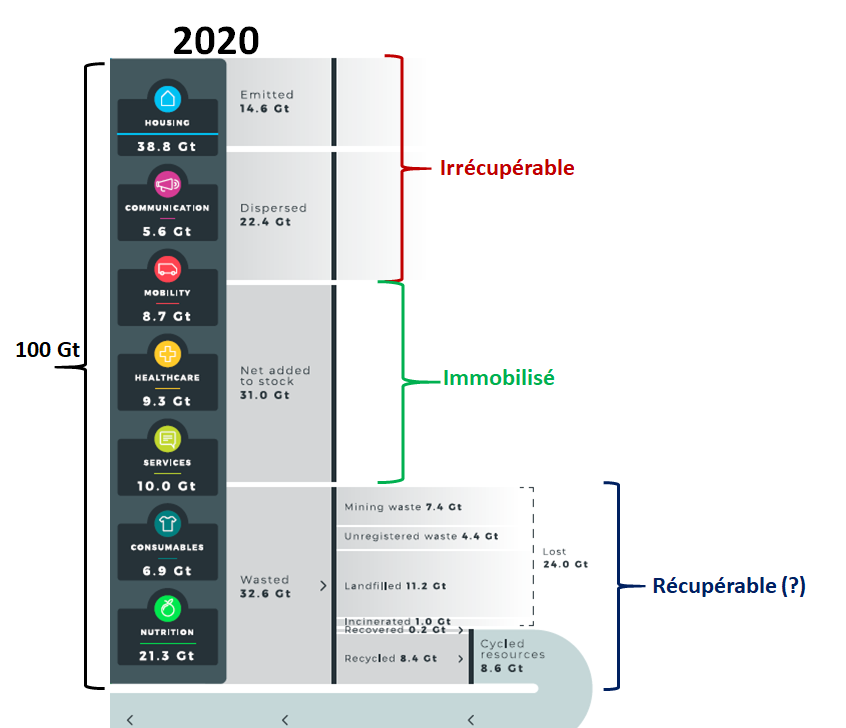 2020
100 Gt
HOUSING
38.8 Gt
COMMUNICATION
5.6 Gt
MOBILITY
8.7 Gt
HEALTHCARE
9.3 Gt
SERVICES
10.0 Gt
CONSUMABLES
6.9 Gt
NUTRITION
21.3 Gt
Emitted
14.6 Gt
Dispersed
22.4 Gt
Net added
to stock
31.0 Gt
Wasted
32.6 Gt
Mining waste 7.4 Gt
Unregistered waste 4.4 Gt
Landfilled 11.2 Gt
Incinerated 1.0 Gt
Recovered 0.2 Gt
Recycled 8.4 Gt
Lost
24.0 Gt
Cycled
resources
8.6 Gt
Irrécupérable
Immobilisé
Récupérable (?)